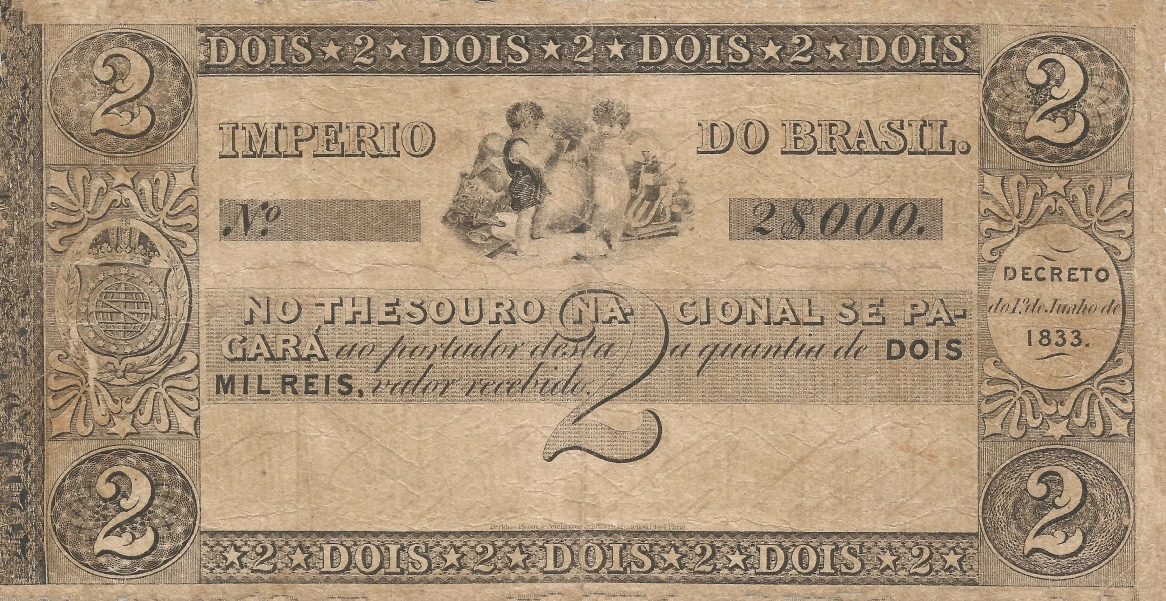 DOIS ★ 2 ★ DOIS ★ 2 ★ DOIS ★ 2 ★ DOIS
2 2
IMPERIO DO BRASIL.
Nº 2$000.
DECRETO
do 1º de Junho de
1833.
NO THESOURO NACIONAL SE PA-
GARÁ ao portador desta a quantia de DOIS
MIL REIS, valor recebido.
2
2 2
★ 2 ★ DOIS ★ 2 ★ DOIS ★ 2 ★ DOIS ★ 2 ★